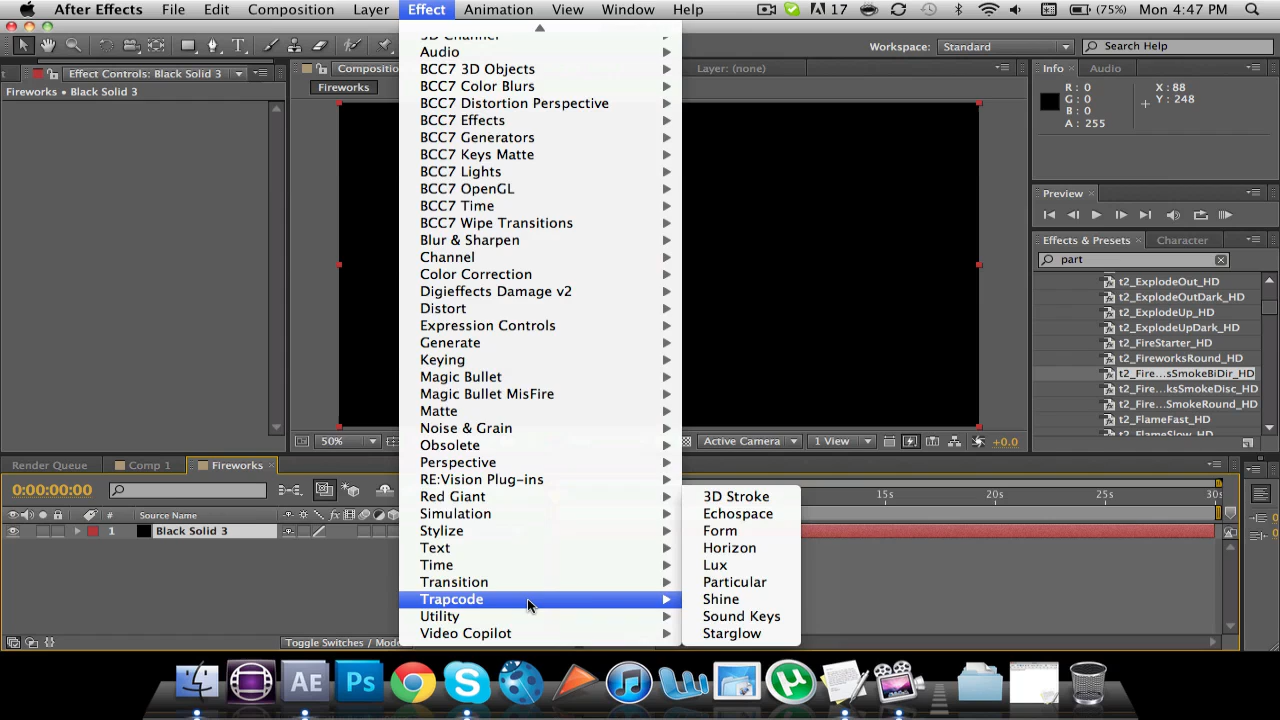 After Effects File Edit Composition Layer Effect Animation View Window Help 17 (75%) Mon 4:47 PM
Workspace: Standard Search Help
Effect Controls: Black Solid 3
Fireworks • Black Solid 3
Compositio
Fireworks
Layer: (none)
3D Channel
Audio
BCC7 3D Objects
BCC7 Color Blurs
BCC7 Distortion Perspective
BCC7 Effects
BCC7 Generators
BCC7 Keys Matte
BCC7 Lights
BCC7 OpenGL
BCC7 Time
BCC7 Wipe Transitions
Blur & Sharpen
Channel
Color Correction
Digieffects Damage v2
Distort
Expression Controls
Generate
Keying
Magic Bullet
Magic Bullet MisFire
Matte
Noise & Grain
Obsolete
Perspective
RE:Vision Plug-ins
Red Giant
Simulation
Stylize
Text
Time
Transition
Trapcode
Utility
Video Copilot
3D Stroke
Echospace
Form
Horizon
Lux
Particular
Shine
Sound Keys
Starglow
Info Audio
R: 0
G: 0
B: 0
A: 255
X: 88
Y: 248
Preview
Effects & Presets Character
part
t2_ExplodeOut_HD
t2_ExplodeOutDark_HD
t2_ExplodeUp_HD
t2_ExplodeUpDark_HD
t2_FireStarter_HD
t2_FireworksRound_HD
t2_Fire...sSmokeBiDir_HD
t2_Fire...ksSmokeDisc_HD
t2_Fire...SmokeRound_HD
t2_FlameFast_HD
t2_FlameSlow_HD
50% Active Camera 1 View +0.0
Render Queue Comp 1 Fireworks
0:00:00:00
15s 20s 25s 30s
# Source Name
1 Black Solid 3
Toggle Switches / Mode
AE Ps